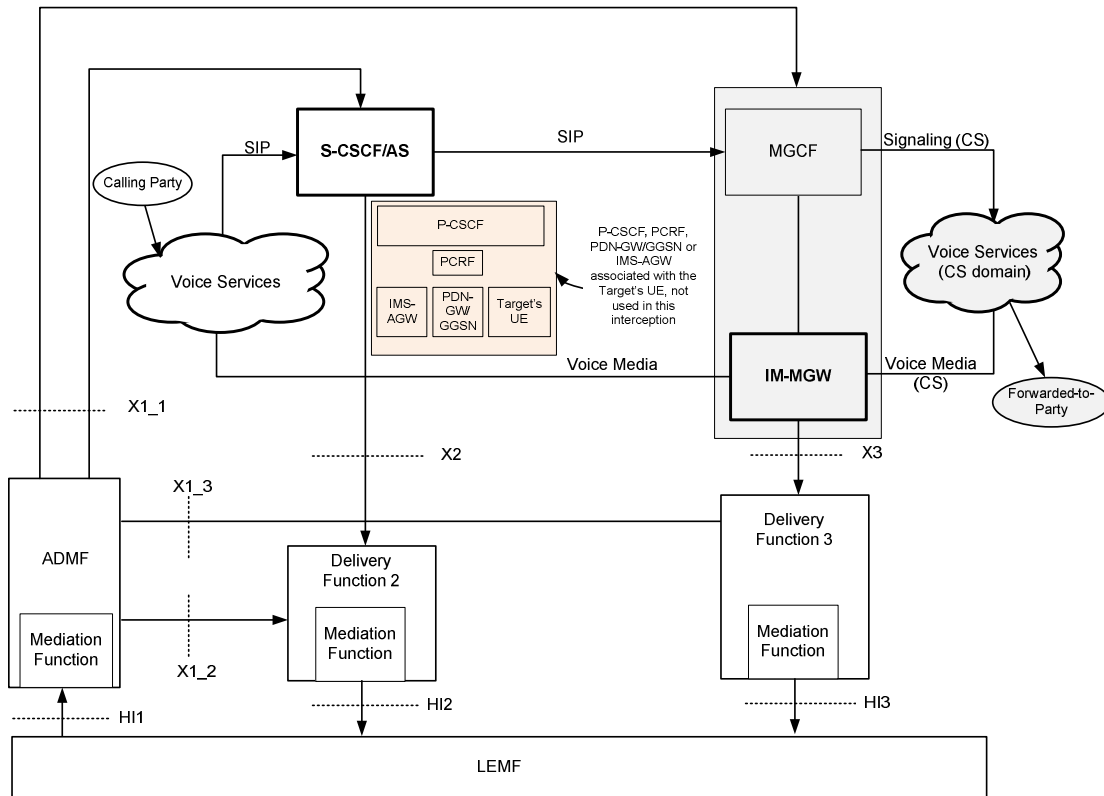 SIP
S-CSCF/AS
SIP
MGCF
Signaling (CS)
Calling Party
Voice Services
P-CSCF
PCRF
IMS-
AGW
PDN-
GW/
GGSN
Target's
UE
P-CSCF, PCRF,
PDN-GW/GGSN or
IMS-AGW
associated with the
Target's UE, not
used in this
interception
Voice Services
(CS domain)
Voice Media
IM-MGW
Voice Media
(CS)
Forwarded-to-
Party
X1_1
X2
X3
X1_3
ADMF
Mediation
Function
X1_2
Delivery
Function 2
Mediation
Function
Delivery
Function 3
Mediation
Function
HI1
HI2
HI3
LEMF